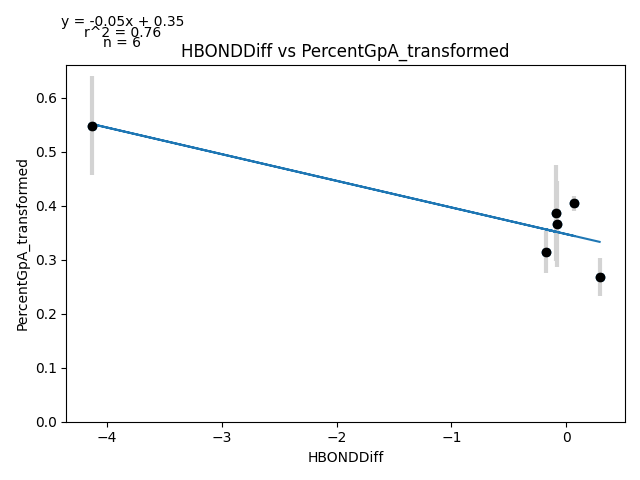 y = -0.05x + 0.35
r^2 = 0.76
n = 6
HBONDDiff vs PercentGpA_transformed
PercentGpA_transformed
0.6
0.5
0.4
0.3
0.2
0.1
0.0
−4
−3
−2
−1
0
HBONDDiff